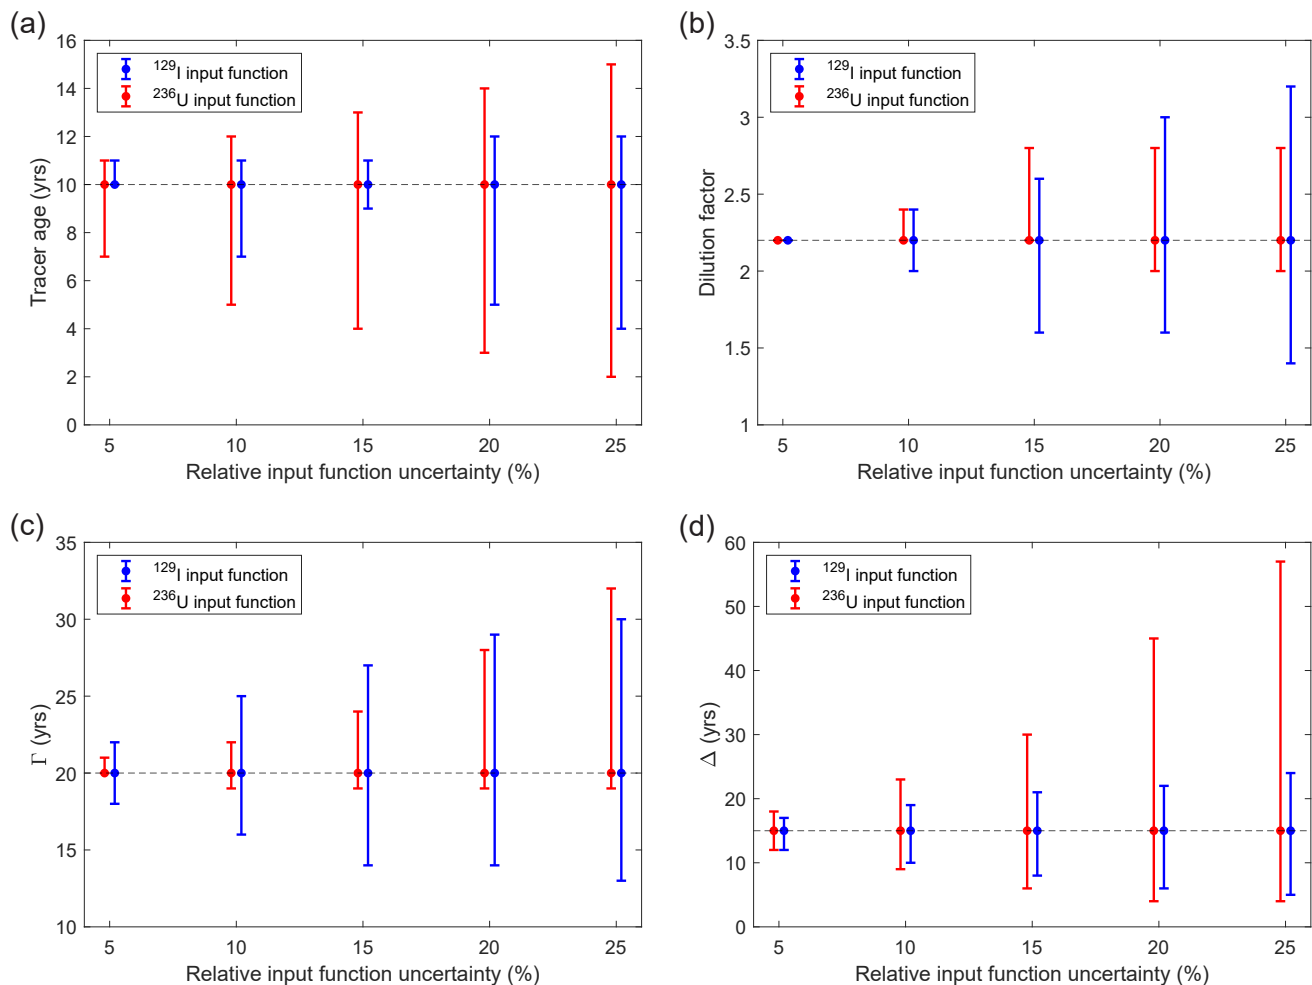 (a)
16
14
12
10
8
6
4
2
0
Tracer age (yrs)
¹²⁹I input function
²³⁶U input function
5 10 15 20 25
Relative input function uncertainty (%)
(b)
3.5
3
2.5
2
1.5
1
Dilution factor
¹²⁹I input function
²³⁶U input function
5 10 15 20 25
Relative input function uncertainty (%)
(c)
35
30
25
20
15
10
Γ (yrs)
¹²⁹I input function
²³⁶U input function
5 10 15 20 25
Relative input function uncertainty (%)
(d)
60
50
40
30
20
10
0
Δ (yrs)
¹²⁹I input function
²³⁶U input function
5 10 15 20 25
Relative input function uncertainty (%)